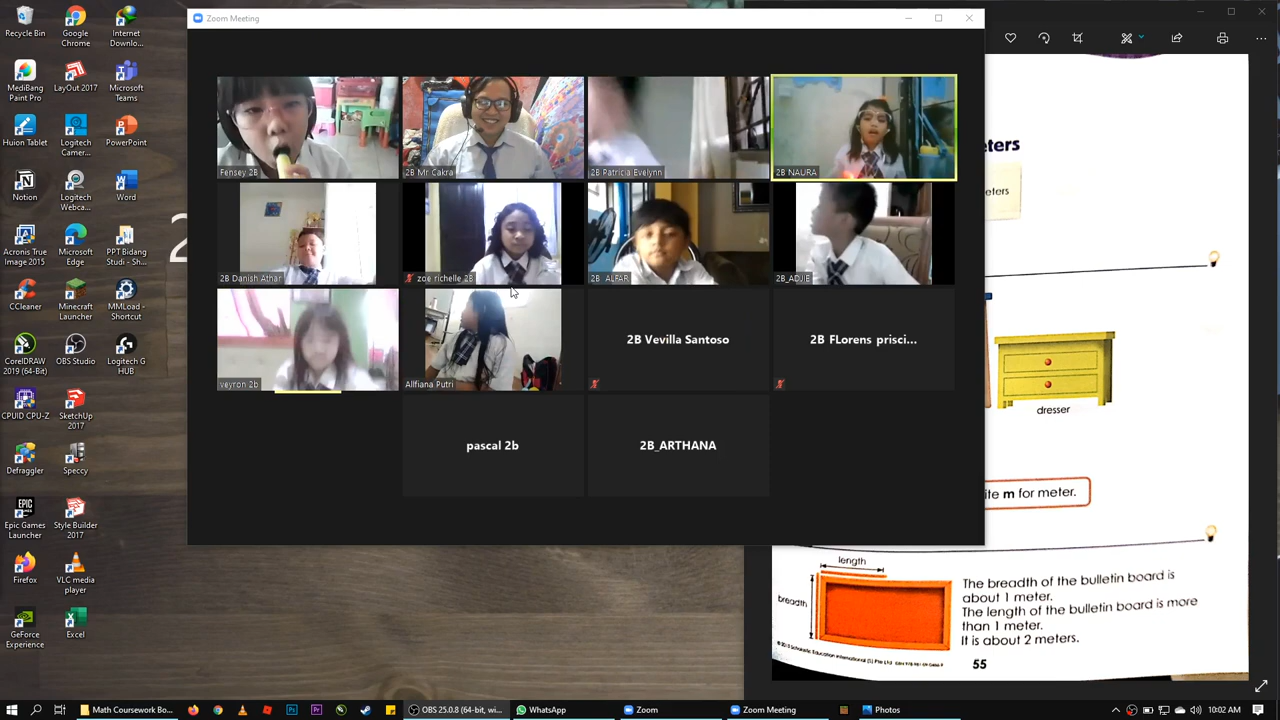 Zoom Meeting
Recycle Bin
Google Chrome
Internet Downlo...
MediBang Paint Pro
LayOut 2017
Microsoft Teams
Huion Tablet
Logitech Camer...
PowerPoint
Notion
Logitech Webca...
Word
Acronis True Image 2015
Microsoft Edge
PPT Bidang Studi - Sh...
CCleaner
Minecraft Launcher
MMLoad - Shortcut
CorelDRAW 2019 (64-Bit)
OBS Studio
Logitech G HUB
CPUID CPU-Z
SketchUp 2017
Defraggler
Speccy
Epic Games Launcher
Style Builder 2017
Firefox
VLC media player
GeForce Experience
Excel
Fensey 2B
2B Mr Cakra
2B Patricia Evelynn
2B NAURA
2B Danish Athar
zoe richelle 2B
2B_ALFAR
2B_ADJIE
veyron 2b
Allfiana Putri
2B Vevilla Santoso
2B FLorens prisci...
pascal 2b
2B_ARTHANA
eters
eters
dresser
ite m for meter.
length
breadth
The breadth of the bulletin board is
about 1 meter.
The length of the bulletin board is more
than 1 meter.
It is about 2 meters.
55
Math Coursework Bo...
OBS 25.0.8 (64-bit, wi...
WhatsApp
Zoom
Zoom Meeting
Photos
10:02 AM